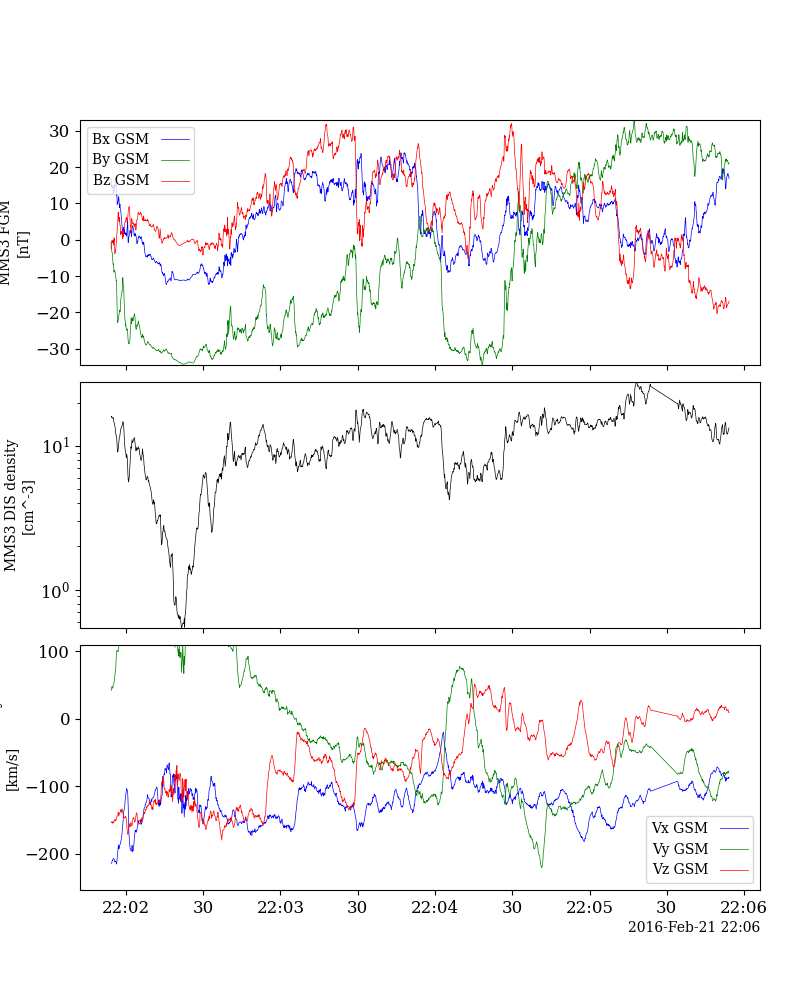 30
20
10
0
−10
−20
−30
MMS3 FGM
[nT]
Bx GSM
By GSM
Bz GSM
10^1
10^0
MMS3 DIS density
[cm^-3]
100
0
−100
−200
[km/s]
Vx GSM
Vy GSM
Vz GSM
22:02 30 22:03 30 22:04 30 22:05 30 22:06
2016-Feb-21 22:06